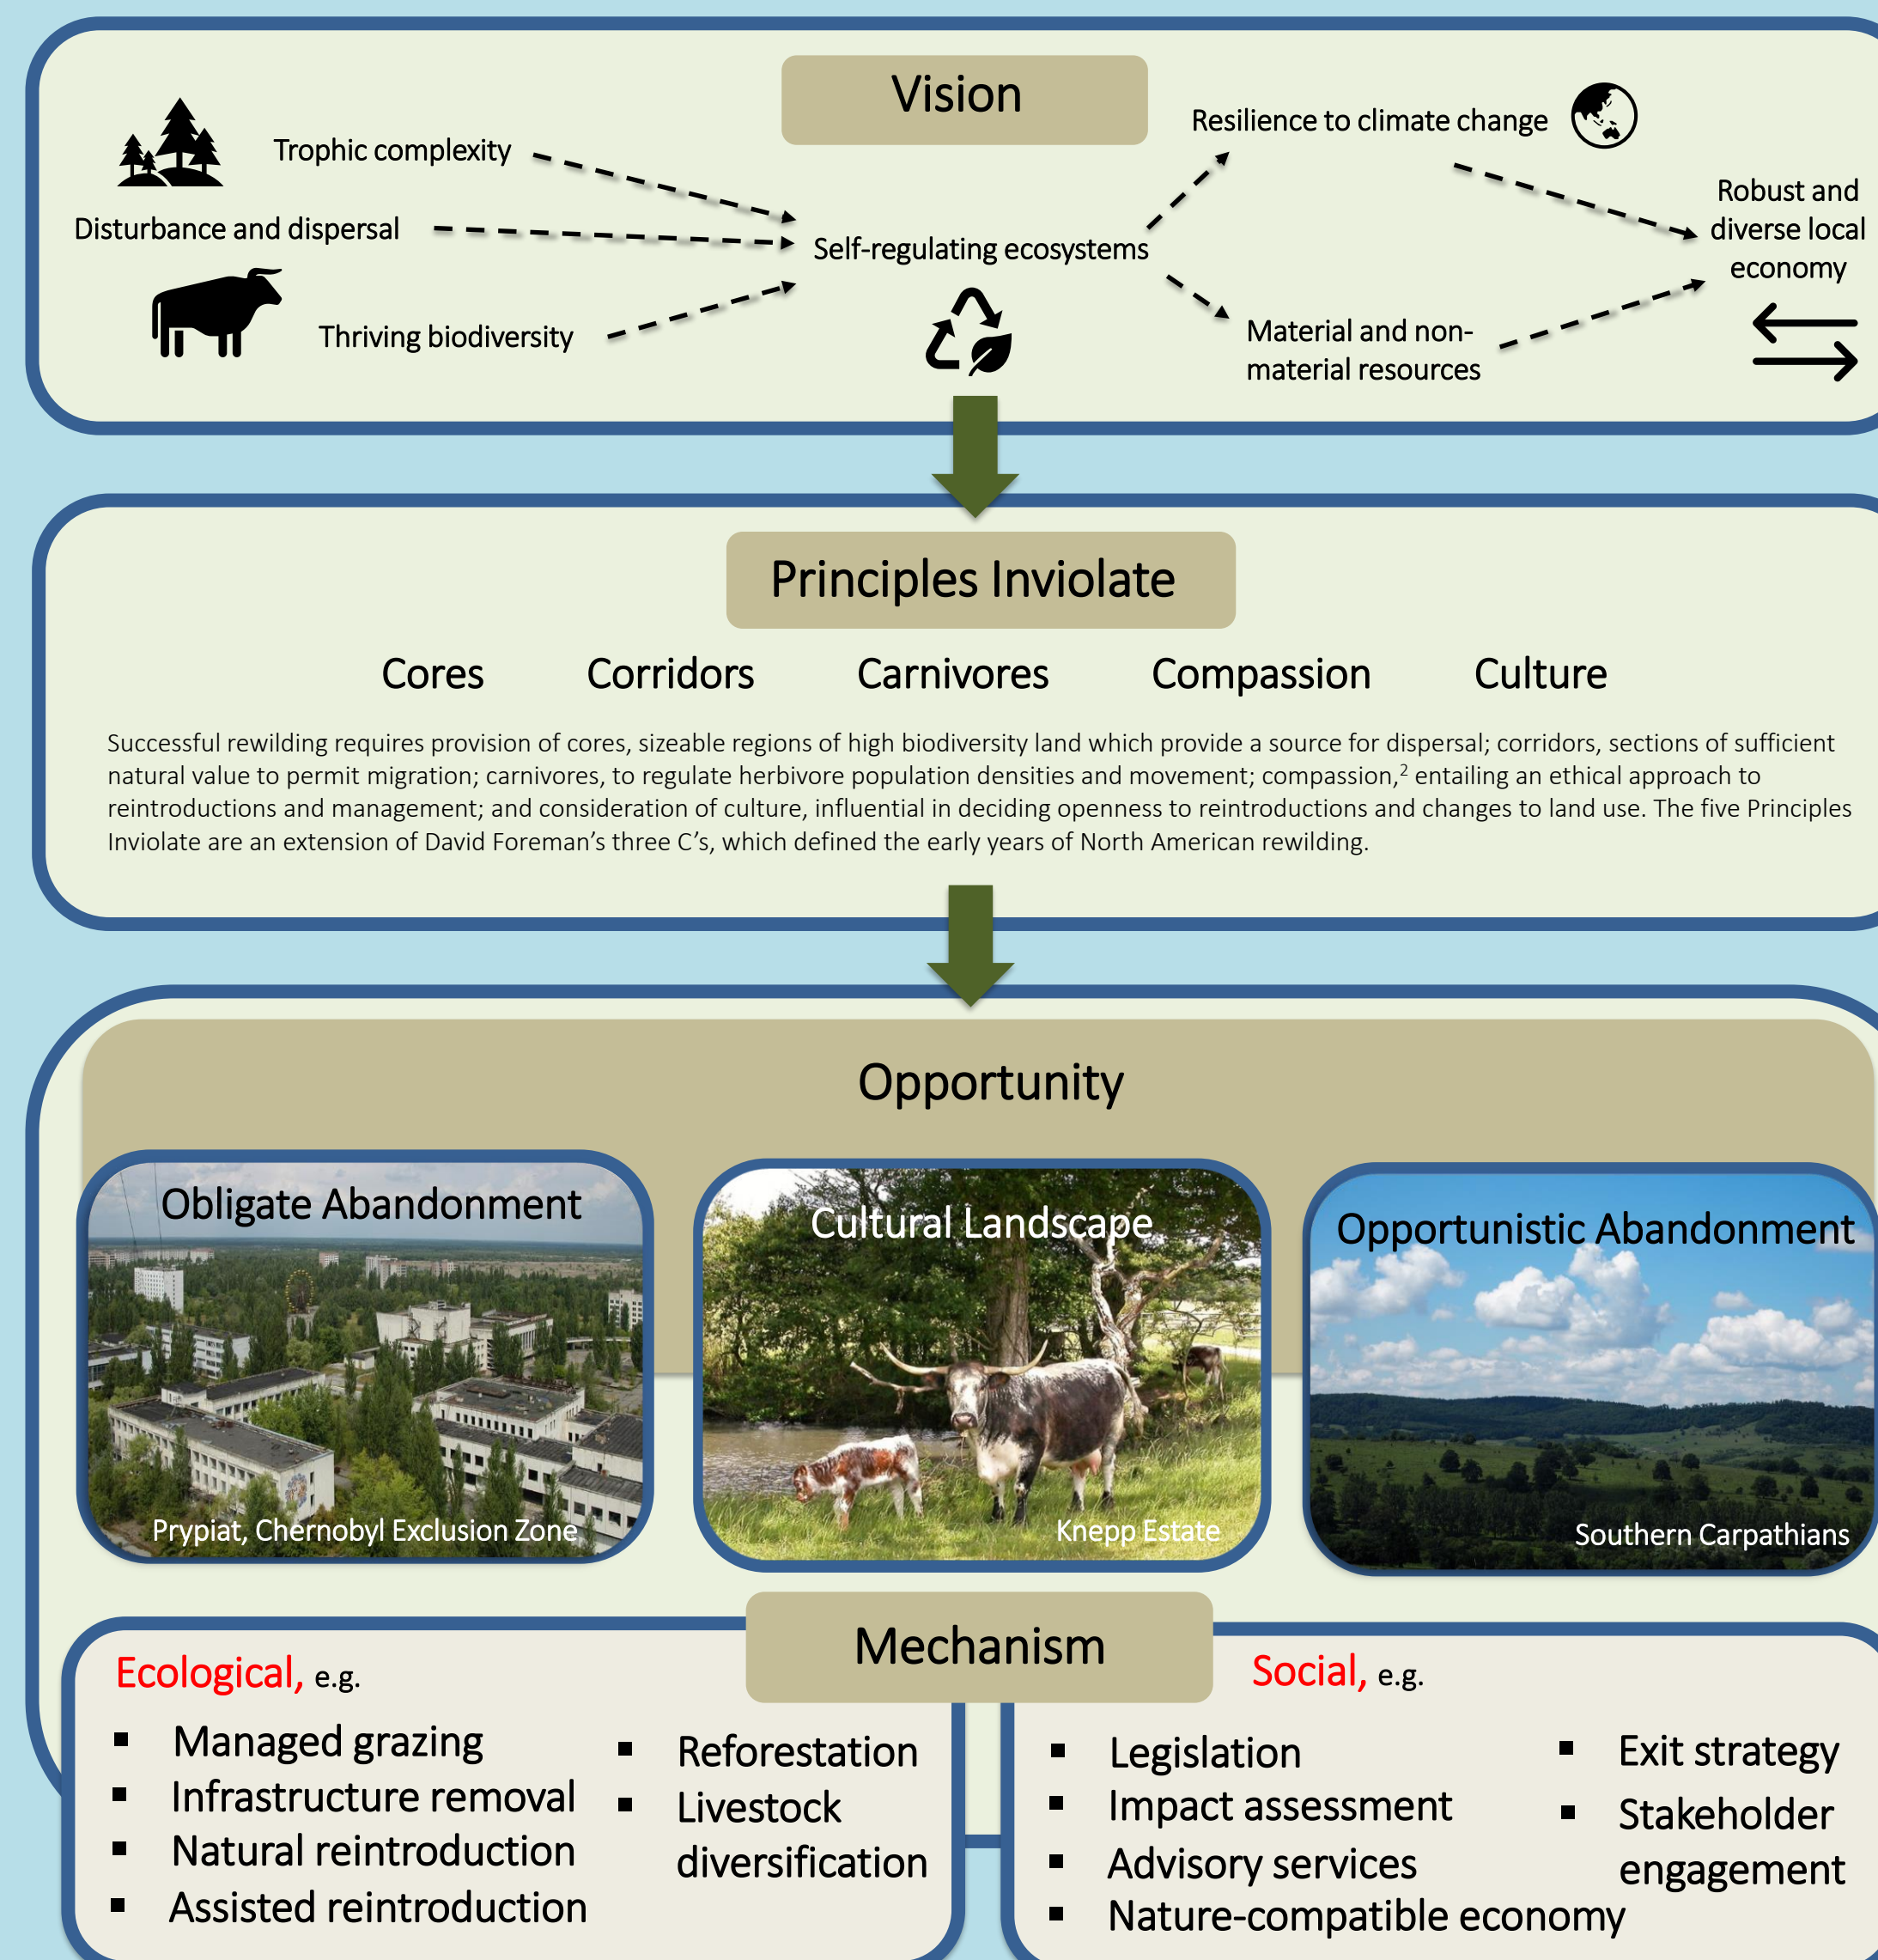 Vision
Trophic complexity
Disturbance and dispersal
Thriving biodiversity
Self-regulating ecosystems
Resilience to climate change
Material and non-
material resources
Robust and
diverse local
economy
Principles Inviolate
Cores Corridors Carnivores Compassion Culture
Successful rewilding requires provision of cores, sizeable regions of high biodiversity land which provide a source for dispersal; corridors, sections of sufficient
natural value to permit migration; carnivores, to regulate herbivore population densities and movement; compassion,² entailing an ethical approach to
reintroductions and management; and consideration of culture, influential in deciding openness to reintroductions and changes to land use. The five Principles
Inviolate are an extension of David Foreman’s three C’s, which defined the early years of North American rewilding.
Opportunity
Obligate Abandonment
Prypiat, Chernobyl Exclusion Zone
Cultural Landscape
Knepp Estate
Opportunistic Abandonment
Southern Carpathians
Mechanism
Ecological, e.g.
▪ Managed grazing
▪ Infrastructure removal
▪ Natural reintroduction
▪ Assisted reintroduction
▪ Reforestation
▪ Livestock
diversification
Social, e.g.
▪ Legislation
▪ Impact assessment
▪ Advisory services
▪ Nature-compatible economy
▪ Exit strategy
▪ Stakeholder
engagement